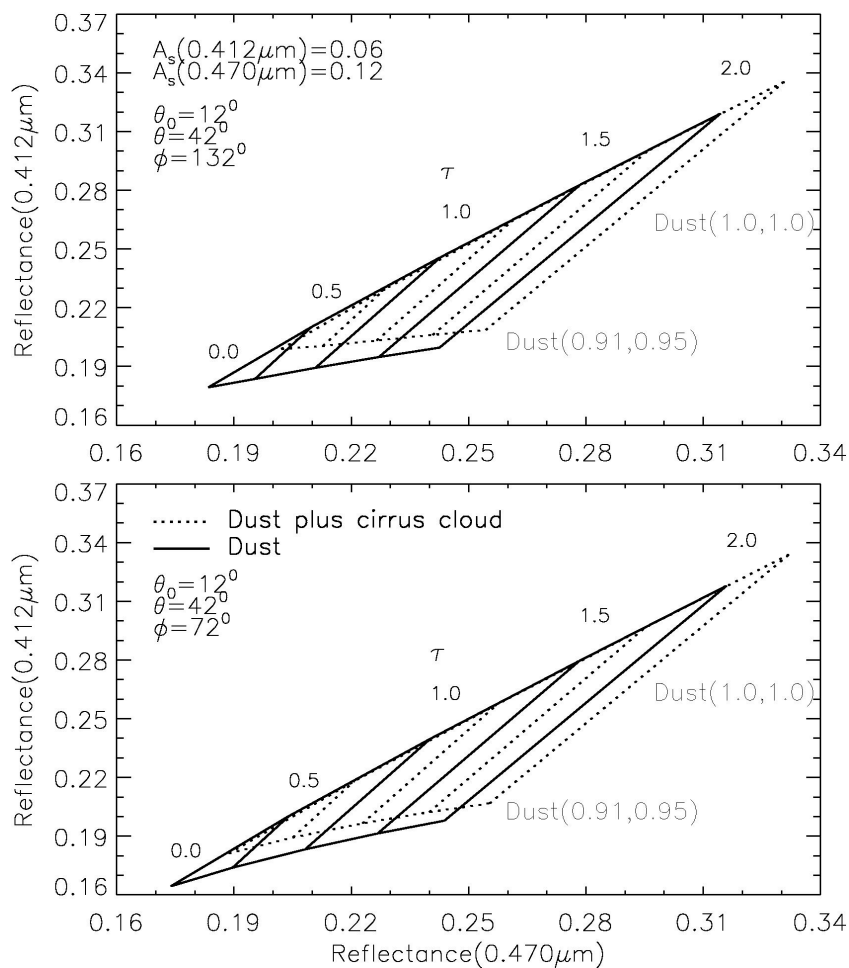 0.37
0.34
0.31
0.28
0.25
0.22
0.19
0.16
Reflectance(0.412μm)
A_s(0.412μm)=0.06
A_s(0.470μm)=0.12
θ_0=12^0
θ=42^0
φ=132^0
τ
0.0
0.5
1.0
1.5
2.0
Dust(1.0,1.0)
Dust(0.91,0.95)
0.16 0.19 0.22 0.25 0.28 0.31 0.34
0.37
0.34
0.31
0.28
0.25
0.22
0.19
0.16
Reflectance(0.412μm)
Dust plus cirrus cloud
Dust
θ_0=12^0
θ=42^0
φ=72^0
τ
0.0
0.5
1.0
1.5
2.0
Dust(1.0,1.0)
Dust(0.91,0.95)
0.16 0.19 0.22 0.25 0.28 0.31 0.34
Reflectance(0.470μm)